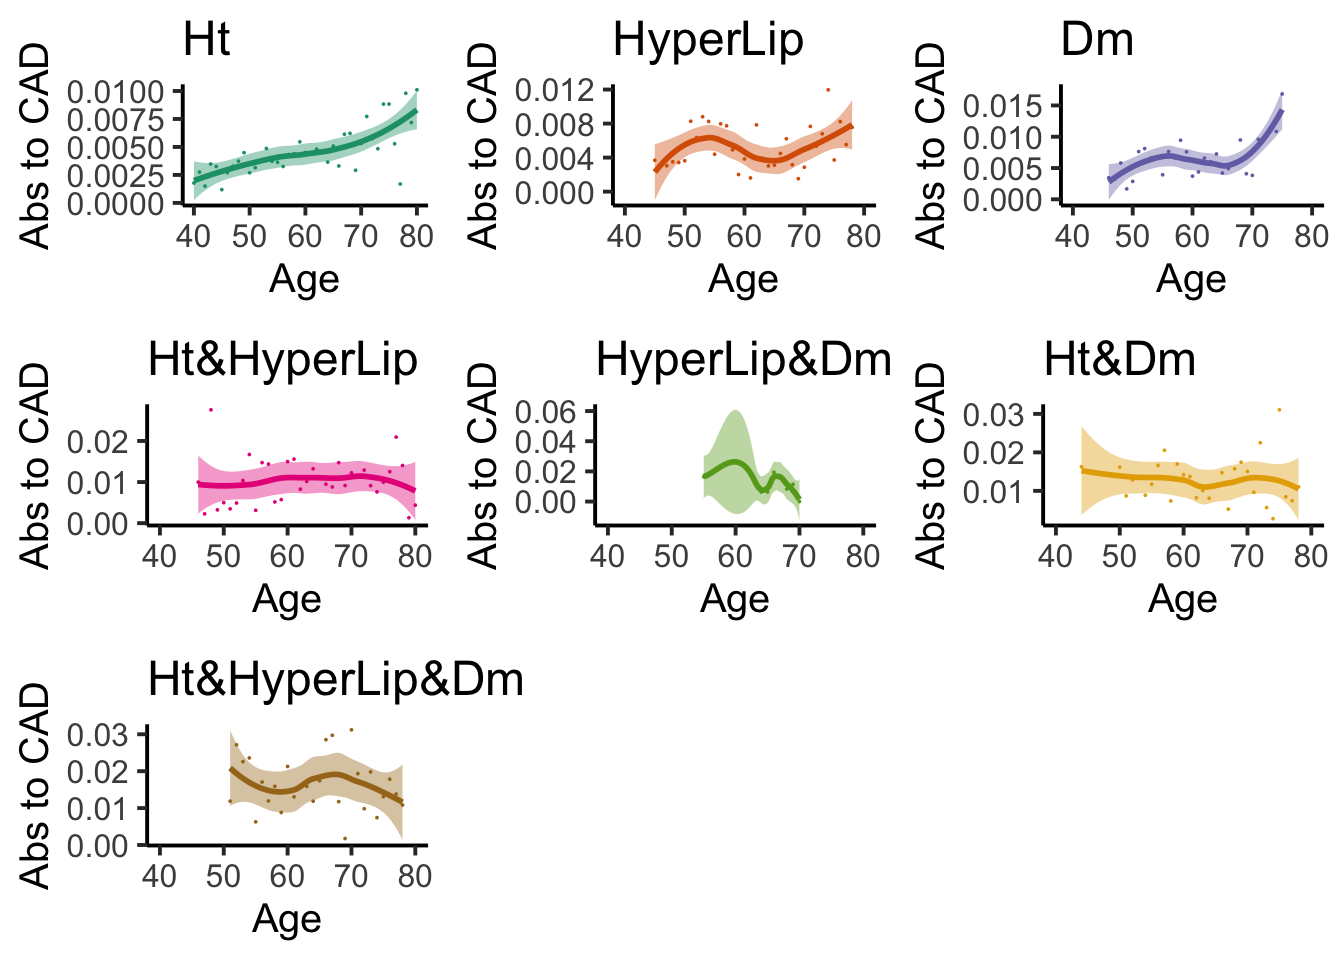 Ht
Abs to CAD
0.0100
0.0075
0.0050
0.0025
0.0000
40 50 60 70 80
Age
HyperLip
Abs to CAD
0.012
0.008
0.004
0.000
40 50 60 70 80
Age
Dm
Abs to CAD
0.015
0.010
0.005
0.000
40 50 60 70 80
Age
Ht&HyperLip
Abs to CAD
0.02
0.01
0.00
40 50 60 70 80
Age
HyperLip&Dm
Abs to CAD
0.06
0.04
0.02
0.00
40 50 60 70 80
Age
Ht&Dm
Abs to CAD
0.03
0.02
0.01
40 50 60 70 80
Age
Ht&HyperLip&Dm
Abs to CAD
0.03
0.02
0.01
0.00
40 50 60 70 80
Age